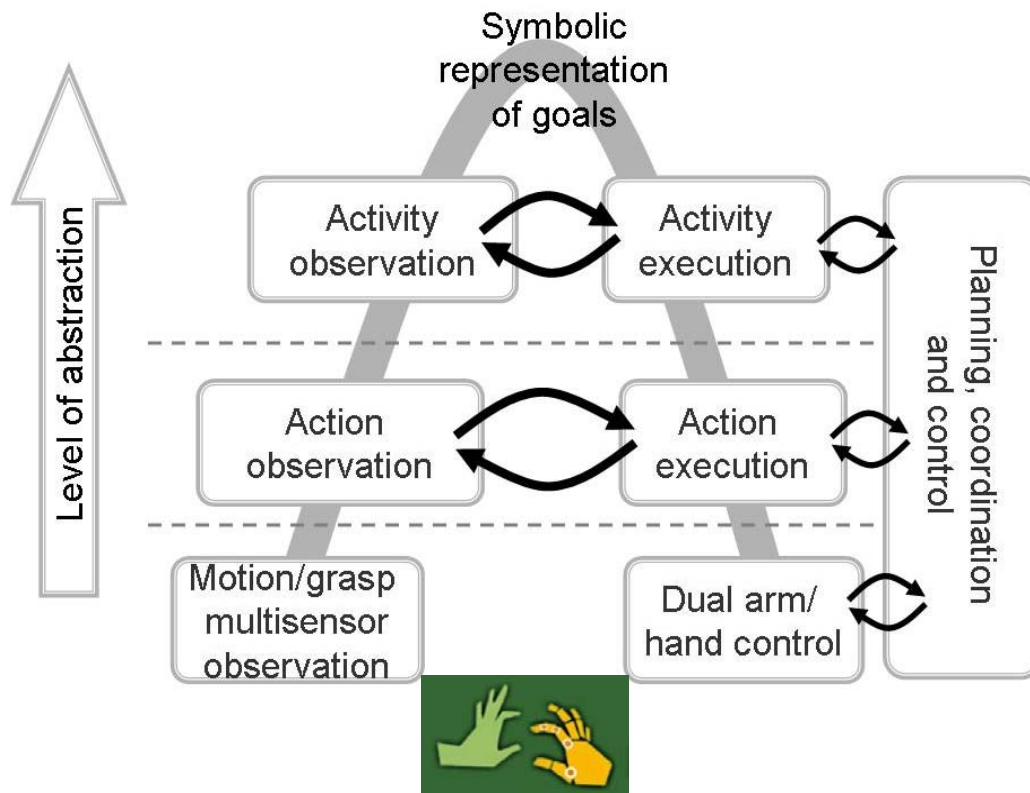 Symbolic
representation
of goals
Level of abstraction
Activity
observation
Activity
execution
Planning, coordination
and control
Action
observation
Action
execution
Motion/grasp
multisensor
observation
Dual arm/
hand control